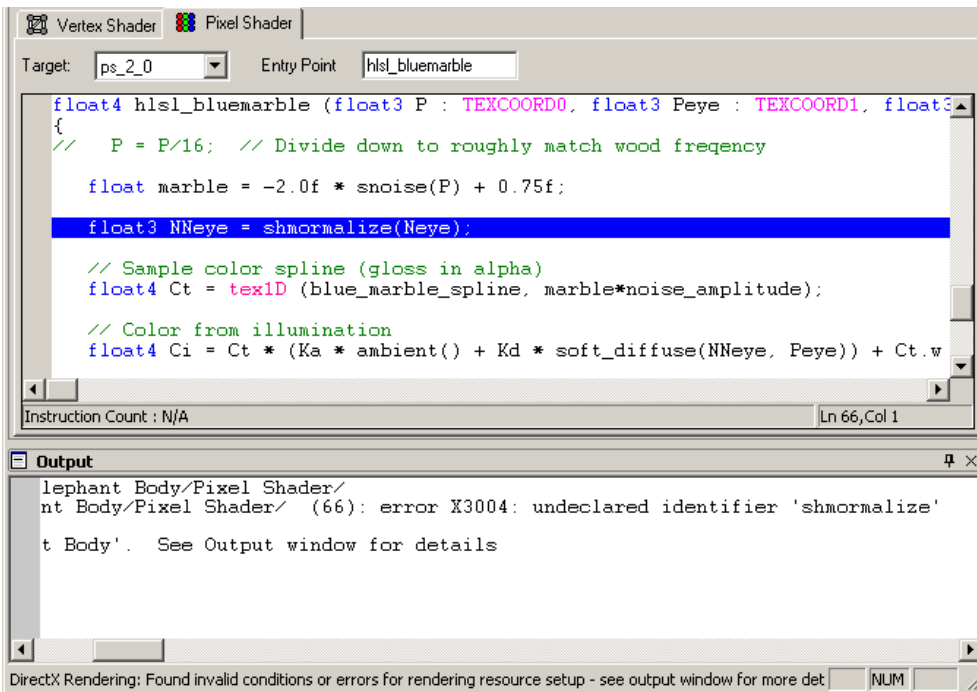 Vertex Shader Pixel Shader
Target: ps_2_0 Entry Point hlsl_bluemarble
float4 hlsl_bluemarble (float3 P : TEXCOORD0, float3 Peye : TEXCOORD1, float3
{
// P = P/16; // Divide down to roughly match wood freqency
float marble = -2.0f * snoise(P) + 0.75f;
float3 NNeye = shmormalize(Neye);
// Sample color spline (gloss in alpha)
float4 Ct = tex1D (blue_marble_spline, marble*noise_amplitude);
// Color from illumination
float4 Ci = Ct * (Ka * ambient() + Kd * soft_diffuse(NNeye, Peye)) + Ct.w
Instruction Count : N/A Ln 66,Col 1
Output
lephant Body/Pixel Shader/
nt Body/Pixel Shader/ (66): error X3004: undeclared identifier 'shmormalize'
t Body'. See Output window for details
DirectX Rendering: Found invalid conditions or errors for rendering resource setup - see output window for more det NUM